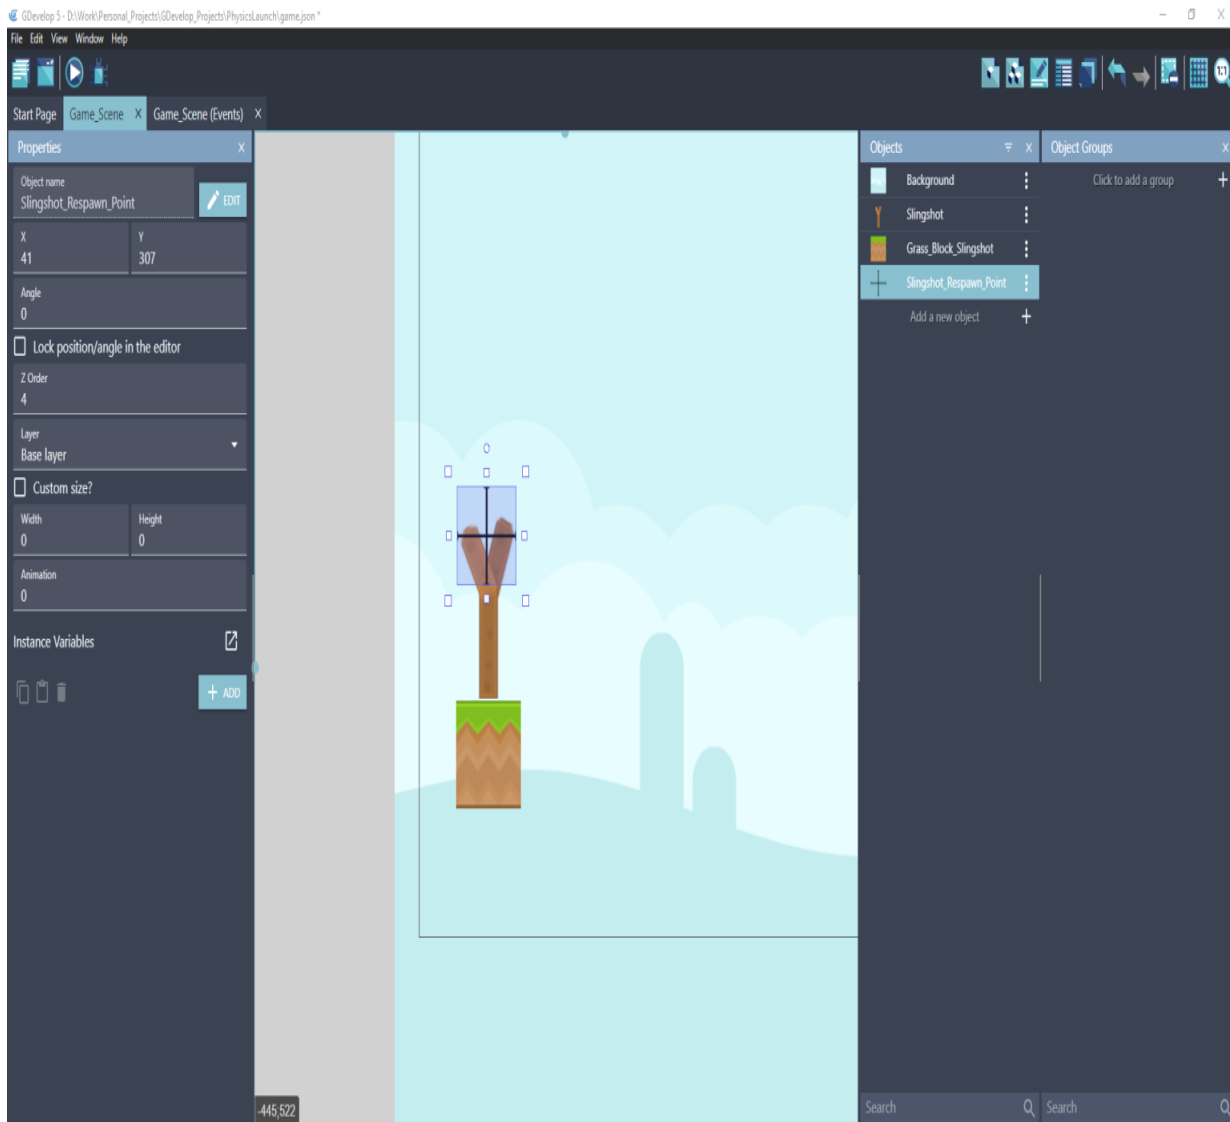 GDevelop 5 - D:\Work\Personal_Projects\GDevelop_Projects\PhysicsLaunch\game.json *
File Edit View Window Help
1:1
Start Page Game_Scene X Game_Scene (Events) X
Properties x
Object name
Slingshot_Respawn_Point
EDIT
X Y
41 307
Angle
0
Lock position/angle in the editor
Z Order
4
Layer
Base layer
Custom size?
Width Height
0 0
Animation
0
Instance Variables
+ ADD
-445;522
Objects x
Background
Slingshot
Grass_Block_Slingshot
Slingshot_Respawn_Point
Add a new object +
Search
Object Groups x
Click to add a group +
Search